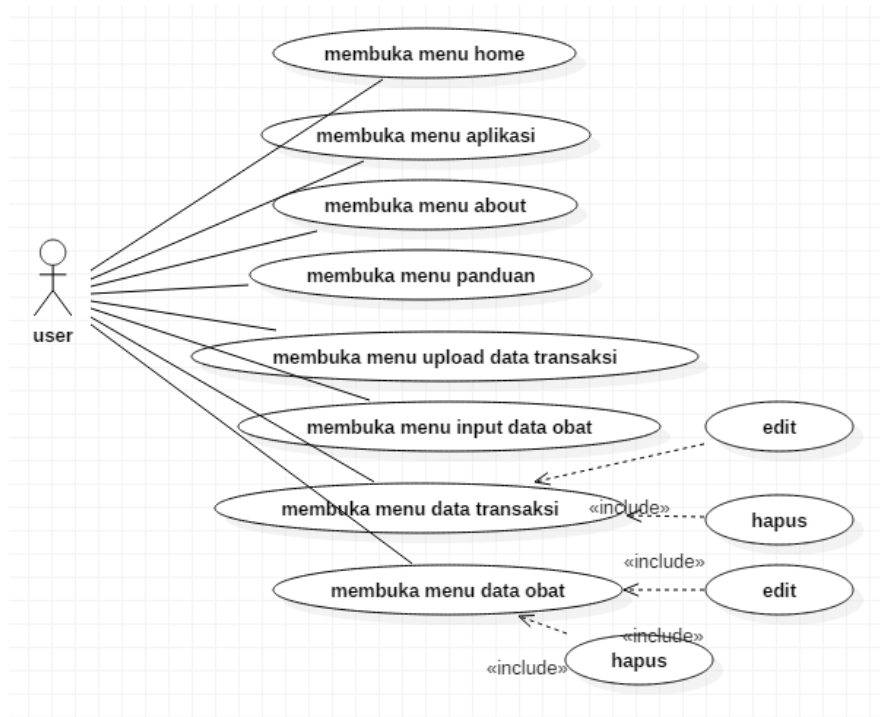 membuka menu home
membuka menu aplikasi
membuka menu about
membuka menu panduan
user
membuka menu upload data transaksi
membuka menu input data obat
edit
membuka menu data transaksi
«include»
hapus
«include»
membuka menu data obat
edit
«include»
hapus
«include»